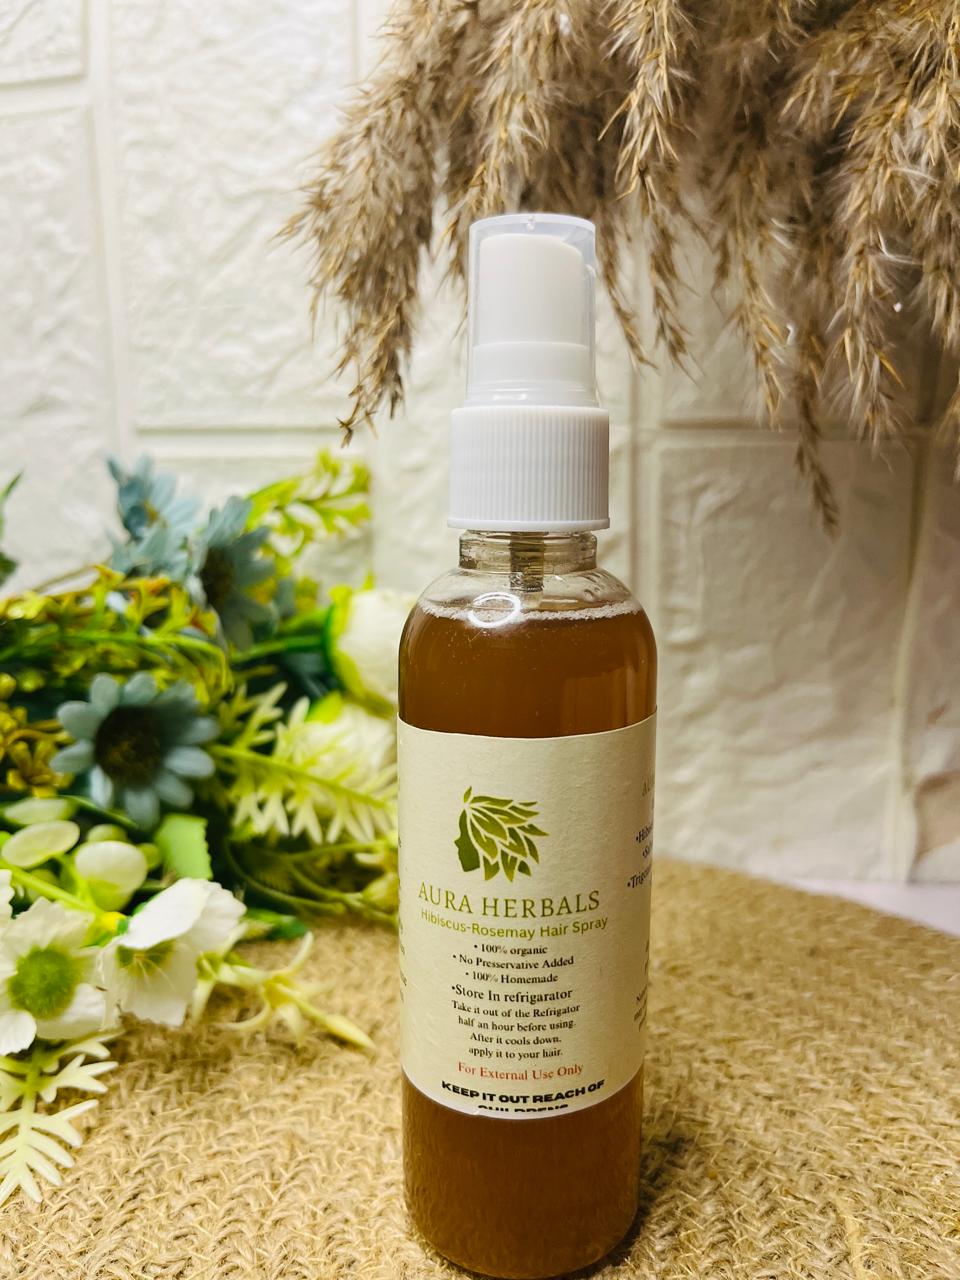 AURA HERBALS
Hibiscus-Rosemay Hair Spray
• 100% organic
• No Presservative Added
• 100% Homemade
•Store In refrigarator
Take it out of the Refrigator
half an hour before using.
After it cools down,
apply it to your hair.
For External Use Only
KEEP IT OUT REACH OF
CHILDRENS